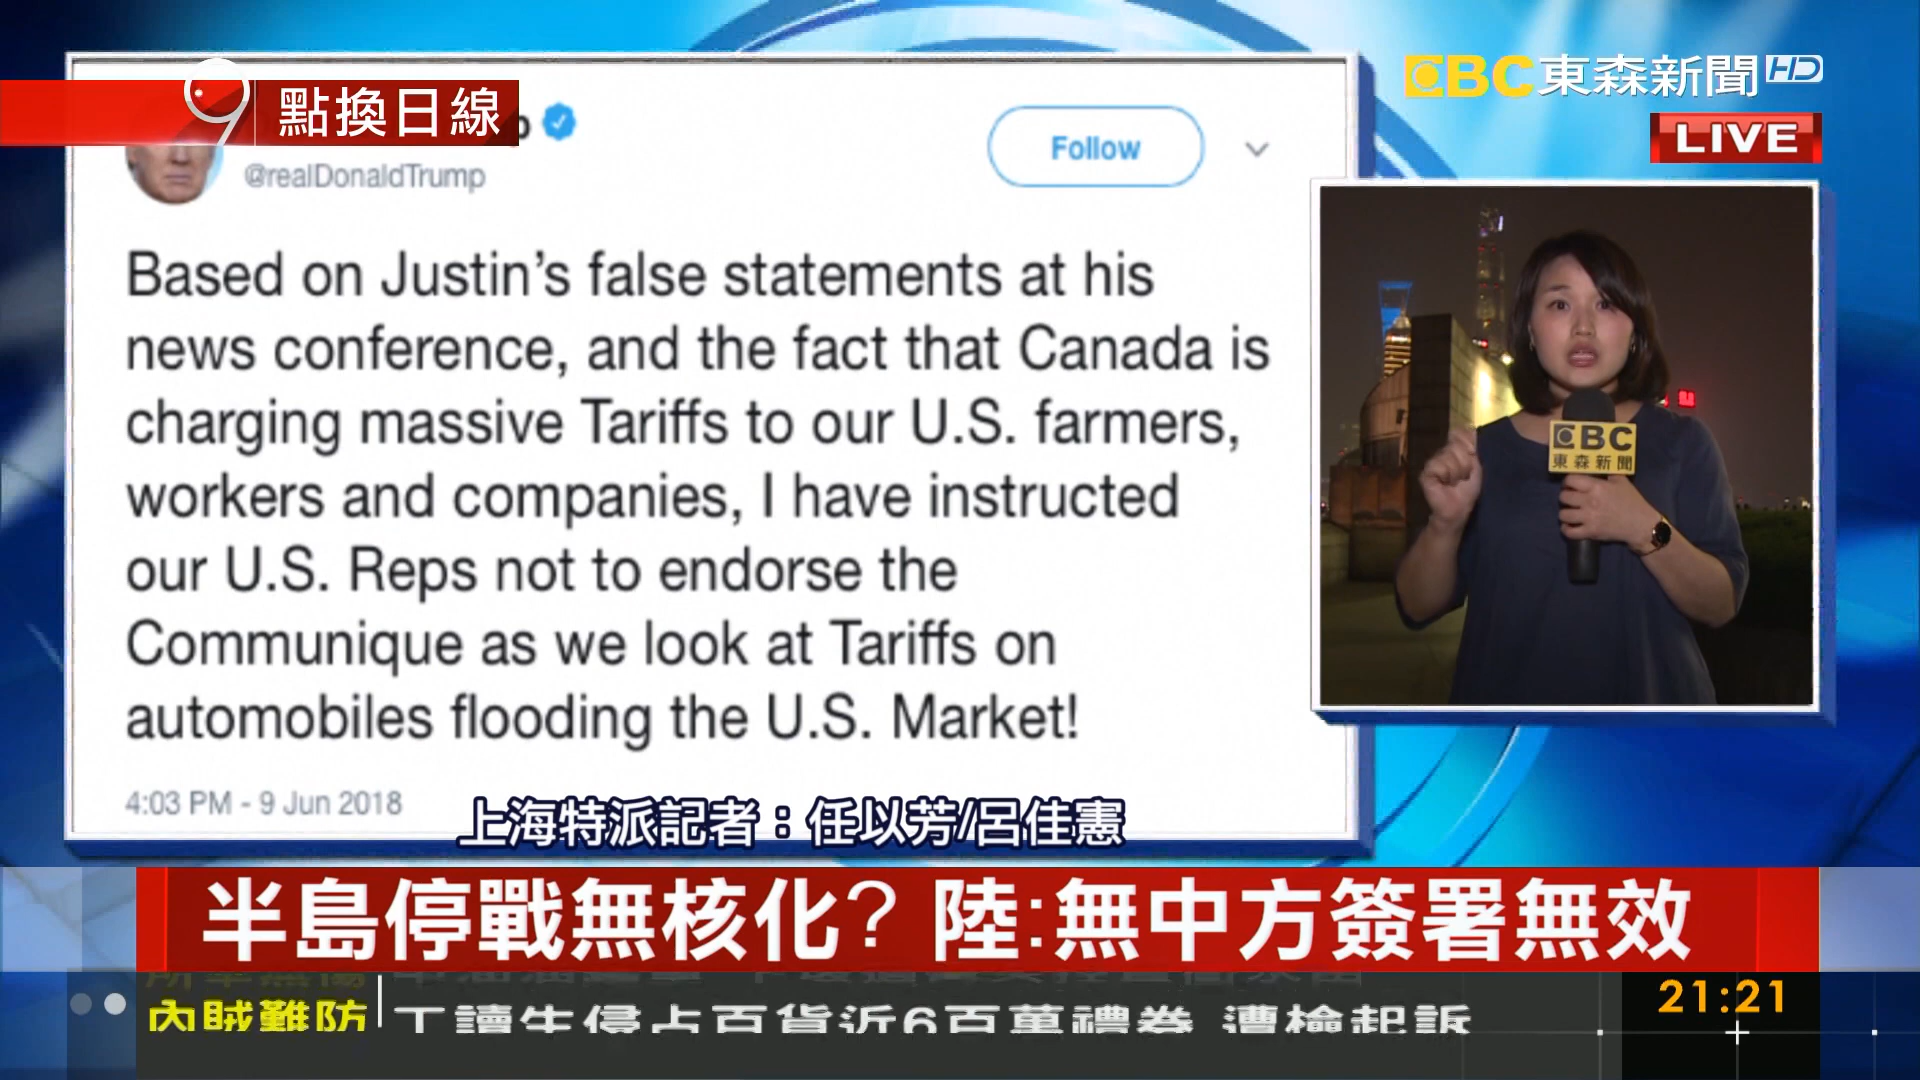 EBC 東森新聞 HD
LIVE
9點換日線
@realDonaldTrump
Follow
Based on Justin's false statements at his
news conference, and the fact that Canada is
charging massive Tariffs to our U.S. farmers,
workers and companies, I have instructed
our U.S. Reps not to endorse the
Communique as we look at Tariffs on
automobiles flooding the U.S. Market!
4:03 PM - 9 Jun 2018
EBC
東森新聞
上海特派記者：任以芳/呂佳憲
半島停戰無核化? 陸:無中方簽署無效
內賊難防
工讀生侵占百貨近6百萬禮券 遭檢起訴
21:21